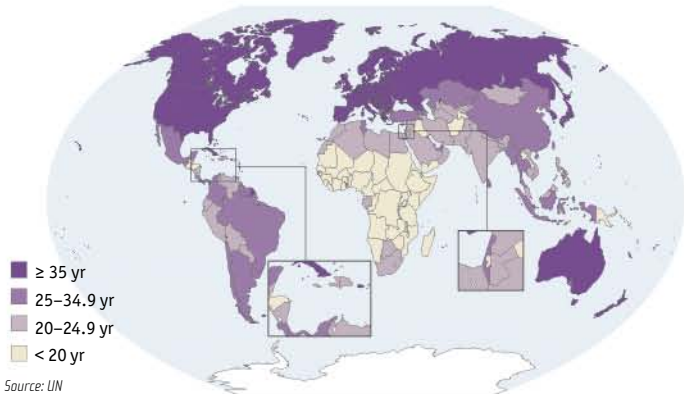 ≥ 35 yr
25–34.9 yr
20–24.9 yr
< 20 yr
Source: UN